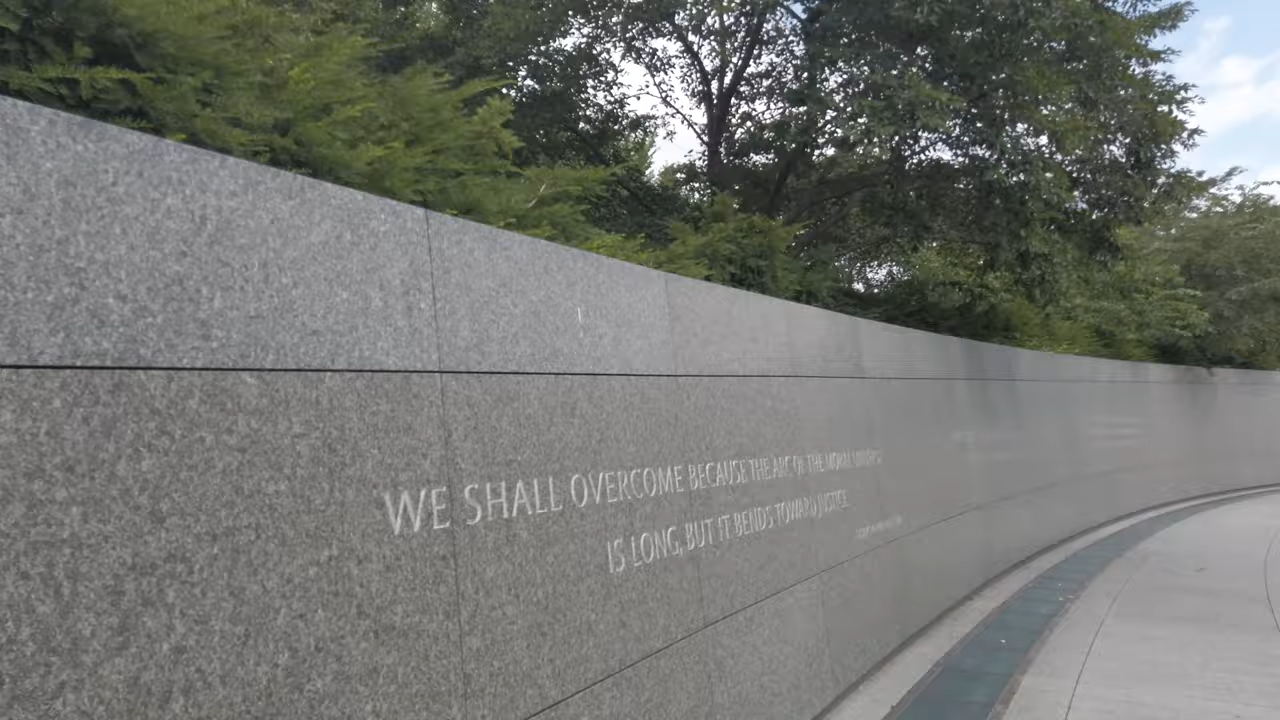 WE SHALL OVERCOME BECAUSE THE ARC OF THE MORAL UNIVERSE
IS LONG, BUT IT BENDS TOWARD JUSTICE